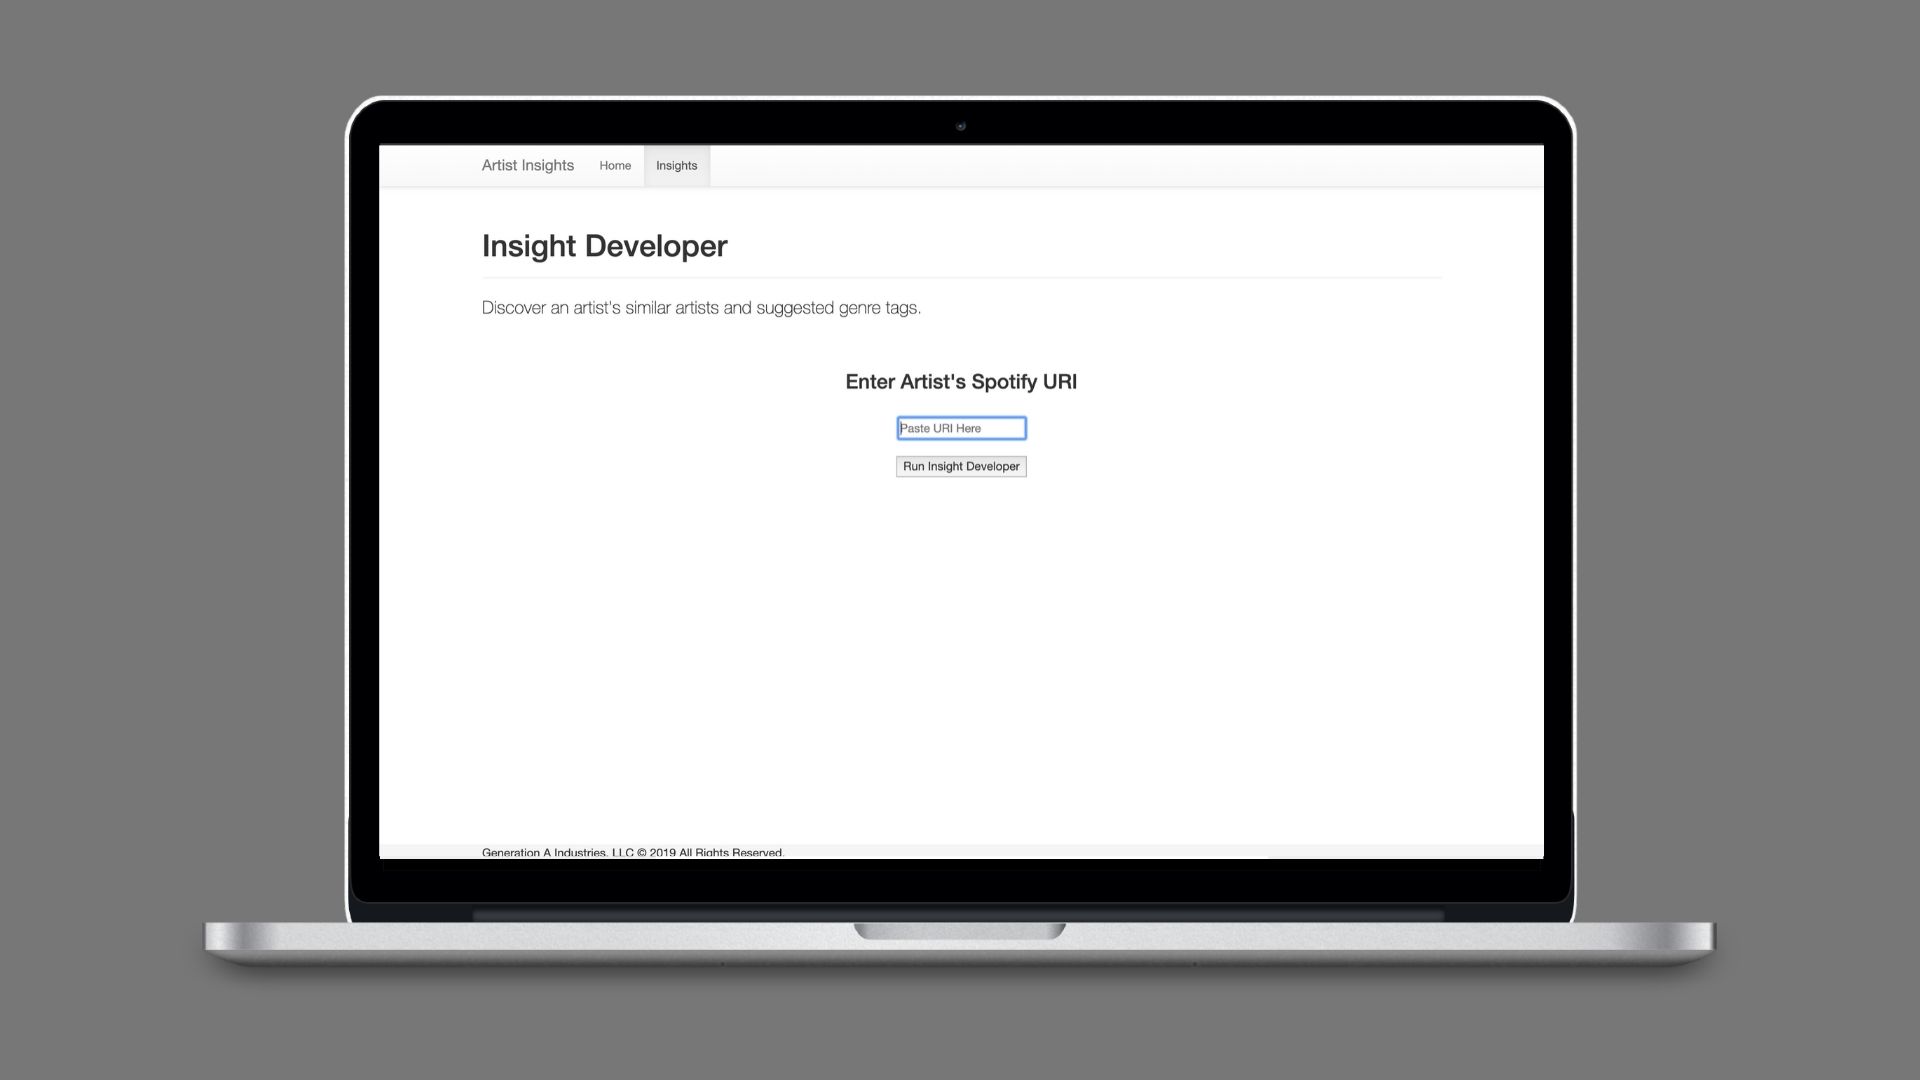 Artist Insights Home Insights
Insight Developer
Discover an artist's similar artists and suggested genre tags.
Enter Artist's Spotify URI
Paste URI Here
Run Insight Developer
Generation A Industries, LLC © 2019 All Rights Reserved.